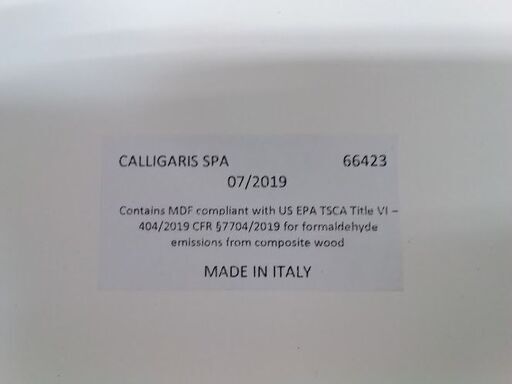 CALLIGARIS SPA 66423
07/2019
Contains MDF compliant with US EPA TSCA Title VI –
404/2019 CFR §7704/2019 for formaldehyde
emissions from composite wood
MADE IN ITALY